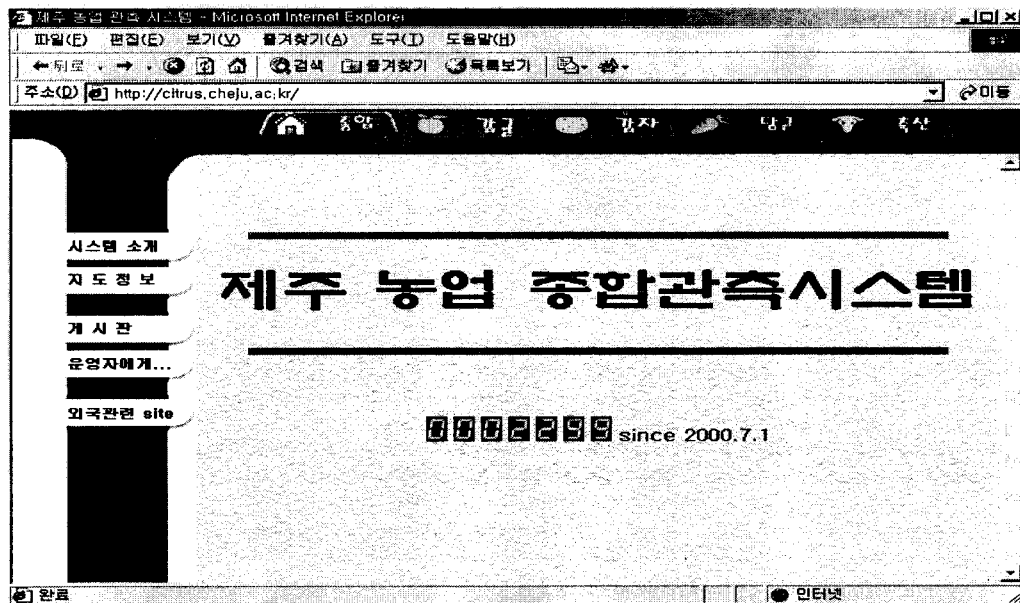 제주 농업 관측 시스템 - Microsoft Internet Explorer
파일(F) 편집(E) 보기(V) 즐겨찾기(A) 도구(T) 도움말(H)
뒤로 검색 즐겨찾기 목록보기
주소(D) http://citrus.cheju.ac.kr/ 이동
종합 감귤 감자 당근 축산
시스템 소개
지 도 정 보
제주 농업 종합관측시스템
게 시 판
운영자에게...
외국관련 site
0002299 since 2000.7.1
완료 인터넷